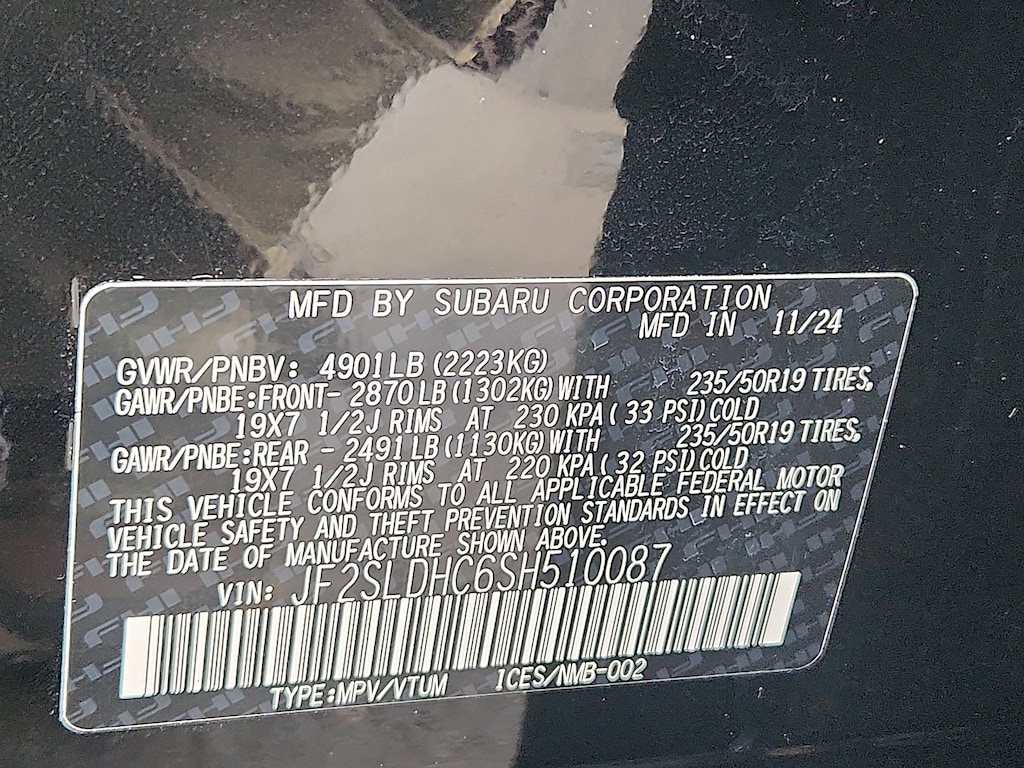 MFD BY SUBARU CORPORATION
MFD IN 11/24
GVWR/PNBV: 4901LB (2223KG)
GAWR/PNBE:FRONT- 2870 LB (1302KG) WITH 235/50R19 TIRES,
19X7 1/2J RIMS AT 230 KPA ( 33 PSI) COLD
GAWR/PNBE:REAR - 2491 LB (1130KG) WITH 235/50R19 TIRES,
19X7 1/2J RIMS AT 220 KPA ( 32 PSI) COLD
THIS VEHICLE CONFORMS TO ALL APPLICABLE FEDERAL MOTOR
VEHICLE SAFETY AND THEFT PREVENTION STANDARDS IN EFFECT ON
THE DATE OF MANUFACTURE SHOWN ABOVE.
VIN: JF2SLDHC6SH510087
TYPE:MPV/VTUM ICES/NMB-002